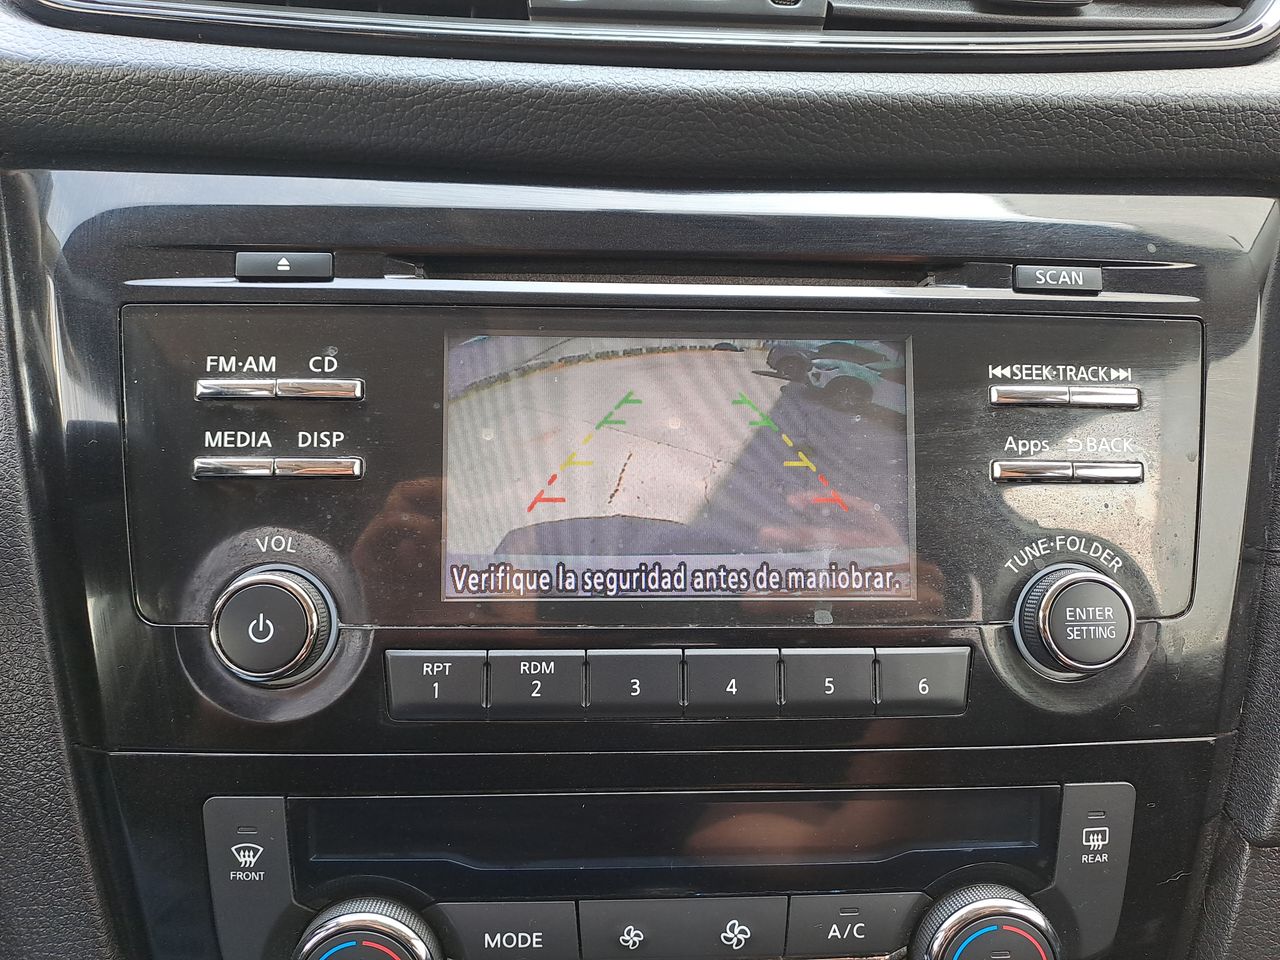 SCAN
FM·AM CD
SEEK·TRACK
MEDIA DISP
Apps BACK
VOL
TUNE·FOLDER
Verifique la seguridad antes de maniobrar.
ENTER
SETTING
RPT RDM
1 2 3 4 5 6
FRONT
REAR
MODE
A/C